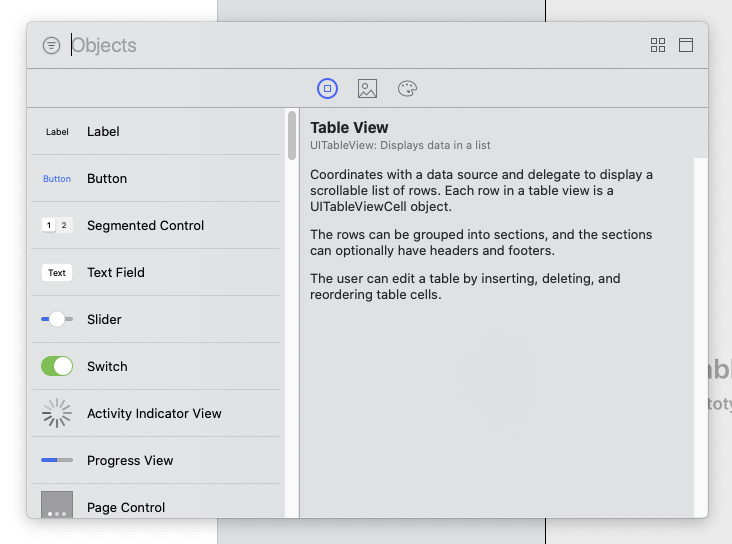 Objects
Label Label
Button Button
1 2 Segmented Control
Text Text Field
Slider
Switch
Activity Indicator View
Progress View
Page Control
Table View
UITableView: Displays data in a list
Coordinates with a data source and delegate to display a
scrollable list of rows. Each row in a table view is a
UITableViewCell object.
The rows can be grouped into sections, and the sections
can optionally have headers and footers.
The user can edit a table by inserting, deleting, and
reordering table cells.